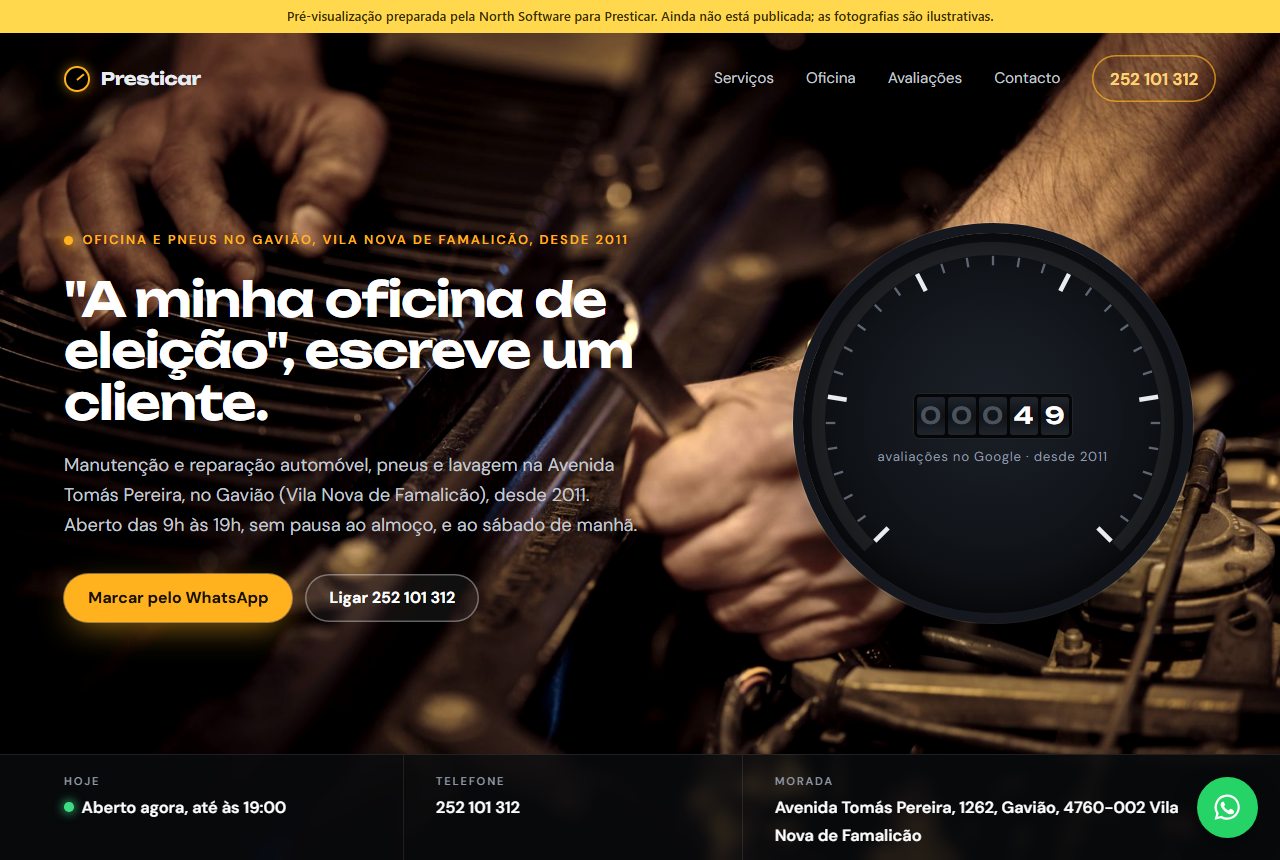 Pré-visualização preparada pela North Software para Presticar. Ainda não está publicada; as fotografias são ilustrativas.
Presticar
Serviços
Oficina
Avaliações
Contacto
252 101 312
OFICINA E PNEUS NO GAVIÃO, VILA NOVA DE FAMALICÃO, DESDE 2011
"A minha oficina de
eleição", escreve um
cliente.
Manutenção e reparação automóvel, pneus e lavagem na Avenida
Tomás Pereira, no Gavião (Vila Nova de Famalicão), desde 2011.
Aberto das 9h às 19h, sem pausa ao almoço, e ao sábado de manhã.
Marcar pelo WhatsApp
Ligar 252 101 312
00049
avaliações no Google · desde 2011
HOJE
Aberto agora, até às 19:00
TELEFONE
252 101 312
MORADA
Avenida Tomás Pereira, 1262, Gavião, 4760-002 Vila
Nova de Famalicão